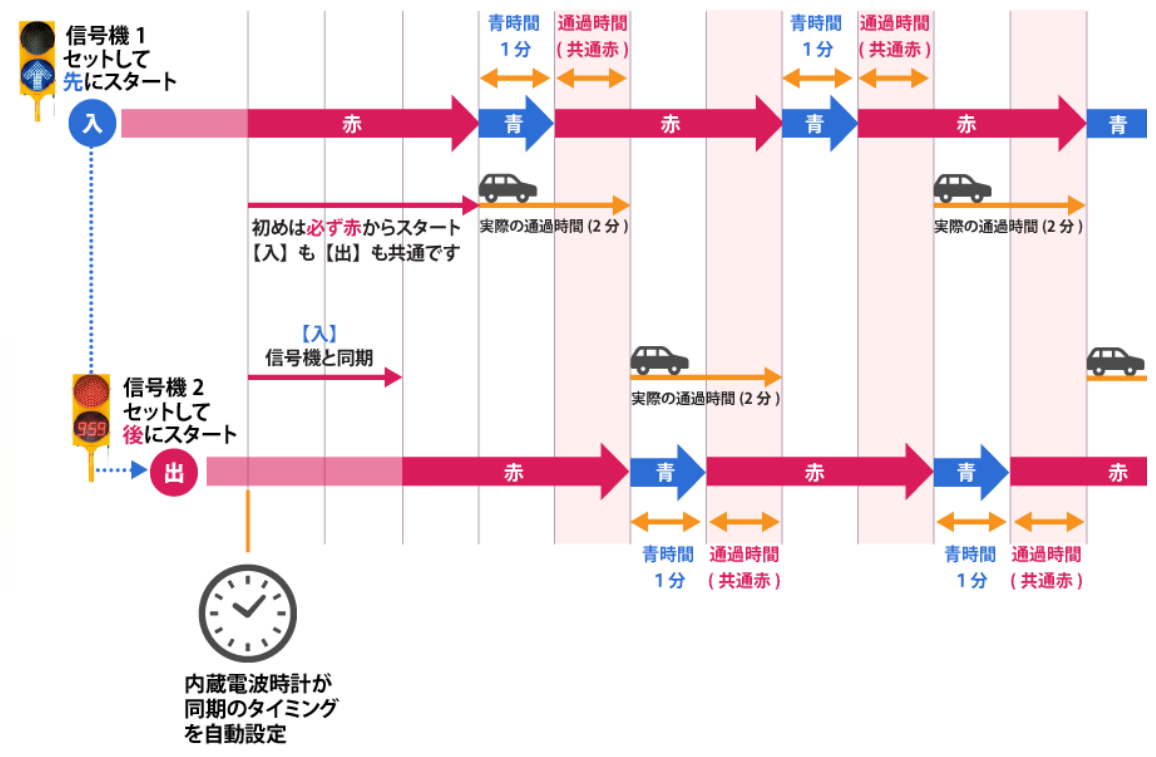 信号機1
セットして
先にスタート
入
青時間
1分
通過時間
(共通赤)
青時間
1分
通過時間
(共通赤)
赤
青
赤
青
赤
青
初めは必ず赤からスタート
【入】も【出】も共通です
実際の通過時間(2分)
実際の通過時間(2分)
【入】
信号機と同期
実際の通過時間(2分)
959
信号機2
セットして
後にスタート
出
赤
青
赤
青
赤
青時間
1分
通過時間
(共通赤)
青時間
1分
通過時間
(共通赤)
内蔵電波時計が
同期のタイミング
を自動設定